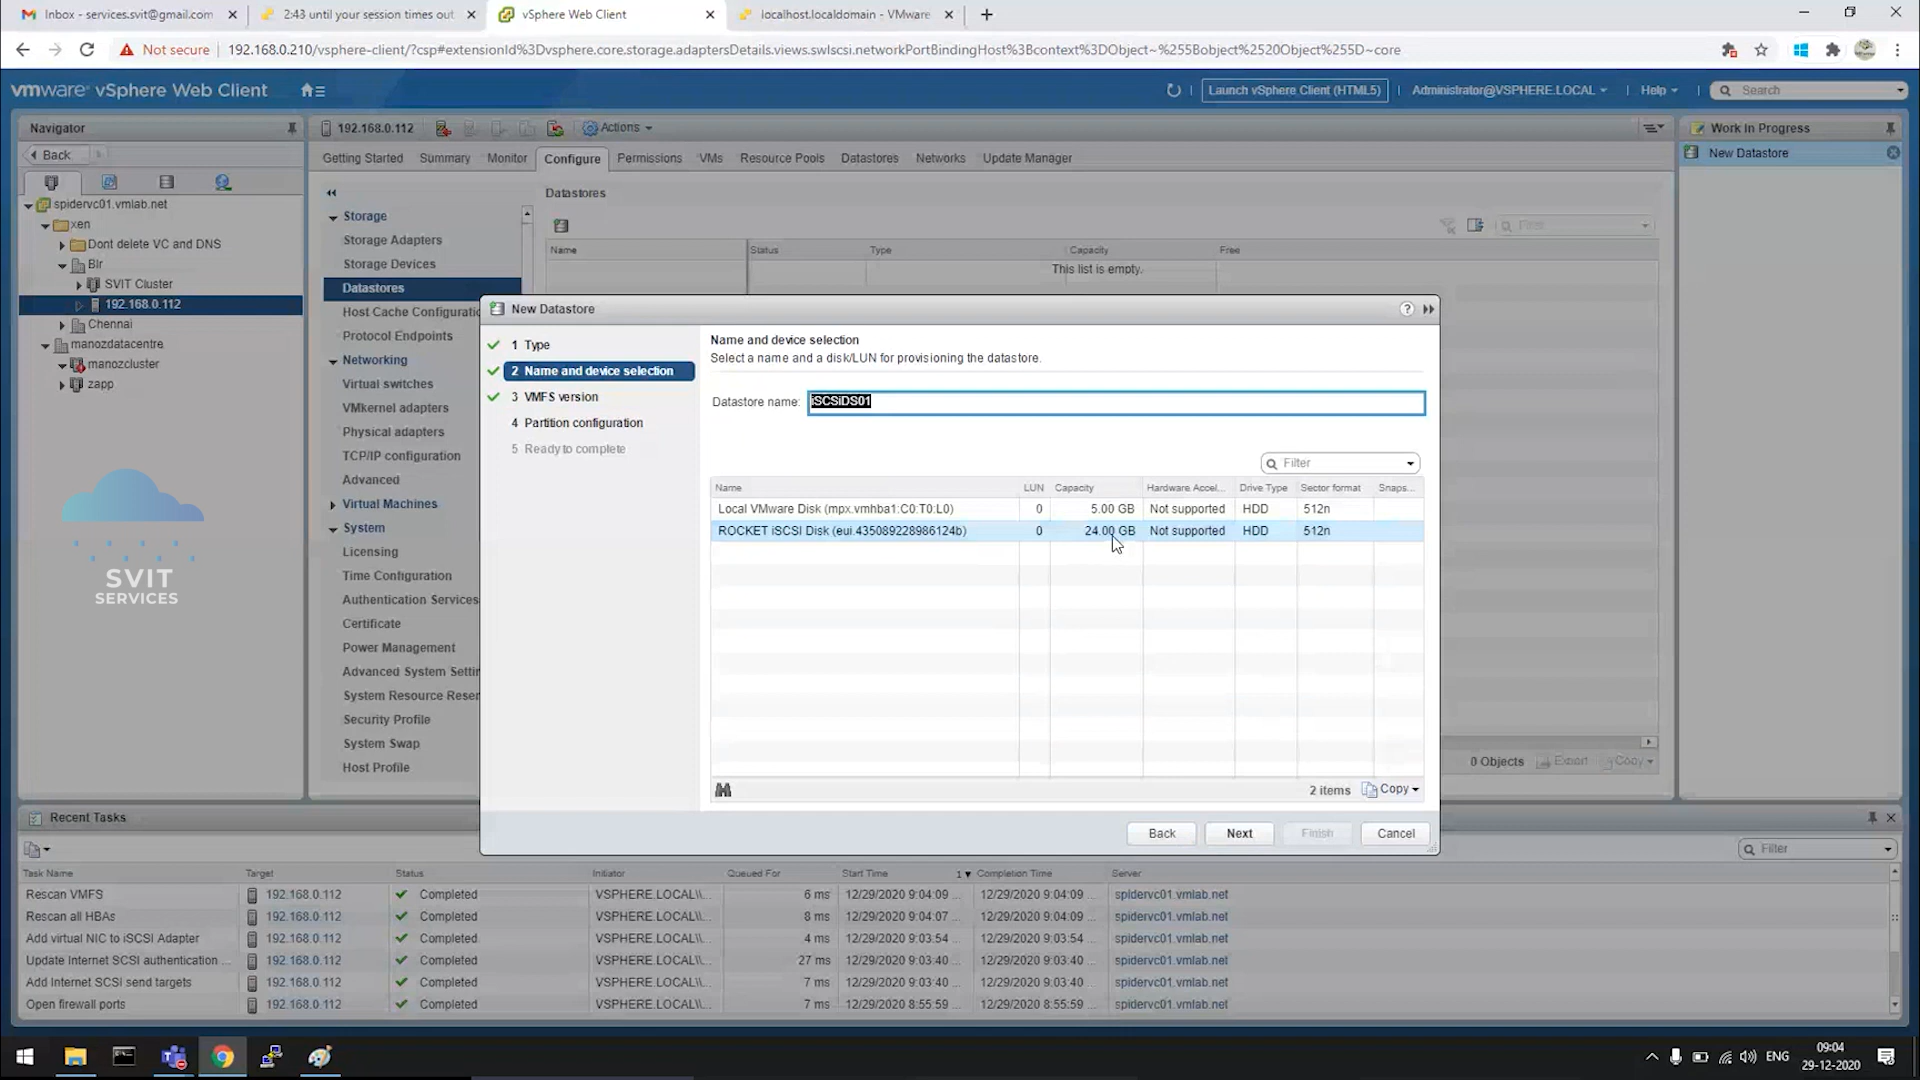 Inbox - services.svit@gmail.com
2:43 until your session times out
vSphere Web Client
localhost.localdomain - VMware
Not secure
192.168.0.210/vsphere-client/?csp#extensionId%3Dvsphere.core.storage.adaptersDetails.views.swIscsi.networkPortBindingHost%3Bcontext%3DObject~%255Bobject%2520Object%255D~core
vmware® vSphere Web Client
Launch vSphere Client (HTML5)
Administrator@VSPHERE.LOCAL
Help
Search
Navigator
192.168.0.112
Actions
Work In Progress
Back
Getting Started
Summary
Monitor
Configure
Permissions
VMs
Resource Pools
Datastores
Networks
Update Manager
New Datastore
spidervc01.vmlab.net
xen
Dont delete VC and DNS
Blr
SVIT Cluster
192.168.0.112
Chennai
manozdatacentre
manozcluster
zapp
SVIT
SERVICES
Storage
Storage Adapters
Storage Devices
Datastores
Host Cache Configuratio
Protocol Endpoints
Networking
Virtual switches
VMkernel adapters
Physical adapters
TCP/IP configuration
Advanced
Virtual Machines
System
Licensing
Time Configuration
Authentication Services
Certificate
Power Management
Advanced System Settin
System Resource Reser
Security Profile
System Swap
Host Profile
Datastores
Filter
Name Status Type Capacity Free
This list is empty.
0 Objects Export Copy
New Datastore
1 Type
2 Name and device selection
3 VMFS version
4 Partition configuration
5 Ready to complete
Name and device selection
Select a name and a disk/LUN for provisioning the datastore.
Datastore name: iSCSiDS01
Filter
Name LUN Capacity Hardware Accel... Drive Type Sector format Snaps...
Local VMware Disk (mpx.vmhba1:C0:T0:L0) 0 5.00 GB Not supported HDD 512n
ROCKET iSCSI Disk (eui.435089228986124b) 0 24.00 GB Not supported HDD 512n
2 items Copy
Back Next Finish Cancel
Recent Tasks
Filter
Task Name Target Status Initiator Queued For Start Time 1 Completion Time Server
Rescan VMFS 192.168.0.112 Completed VSPHERE.LOCAL\\... 6 ms 12/29/2020 9:04:09 ... 12/29/2020 9:04:09 ... spidervc01.vmlab.net
Rescan all HBAs 192.168.0.112 Completed VSPHERE.LOCAL\\... 8 ms 12/29/2020 9:04:07 ... 12/29/2020 9:04:09 ... spidervc01.vmlab.net
Add virtual NIC to iSCSI Adapter 192.168.0.112 Completed VSPHERE.LOCAL\\... 4 ms 12/29/2020 9:03:54 ... 12/29/2020 9:03:54 ... spidervc01.vmlab.net
Update Internet SCSI authentication ... 192.168.0.112 Completed VSPHERE.LOCAL\\... 27 ms 12/29/2020 9:03:40 ... 12/29/2020 9:03:40 ... spidervc01.vmlab.net
Add Internet SCSI send targets 192.168.0.112 Completed VSPHERE.LOCAL\\... 7 ms 12/29/2020 9:03:40 ... 12/29/2020 9:03:40 ... spidervc01.vmlab.net
Open firewall ports 192.168.0.112 Completed VSPHERE.LOCAL\\... 7 ms 12/29/2020 8:55:59 ... 12/29/2020 8:55:59 ... spidervc01.vmlab.net
ENG
09:04
29-12-2020